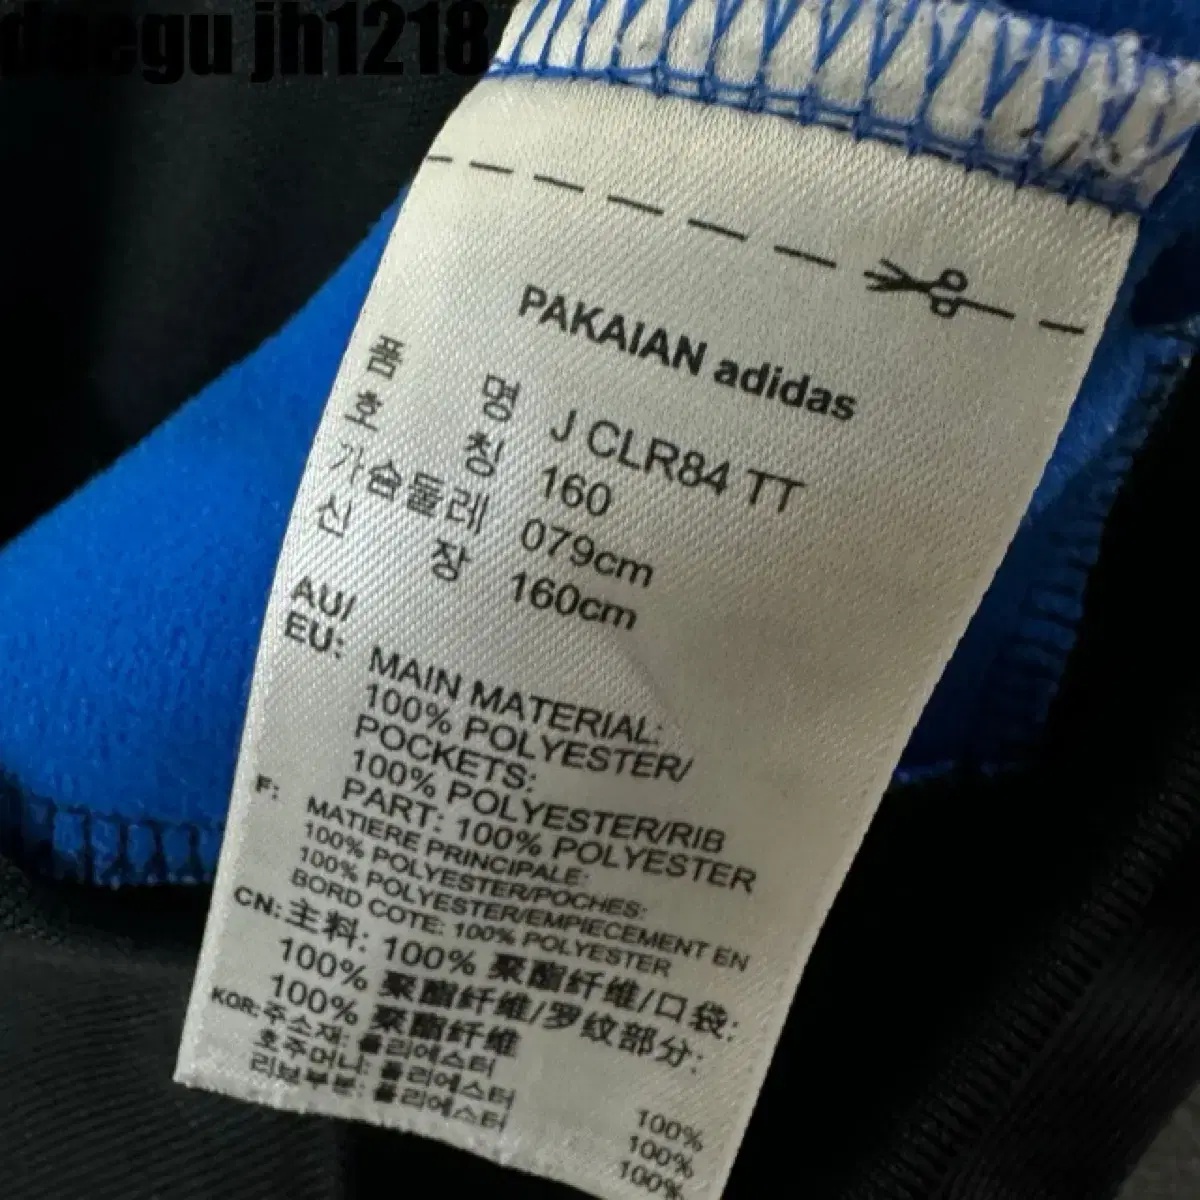 daegu jh1218
PAKAIAN adidas
품 명 J CLR84 TT
호 칭 160
가슴둘레 079cm
신 장 160cm
AU/
EU: MAIN MATERIAL:
100% POLYESTER/
POCKETS:
100% POLYESTER/RIB
PART: 100% POLYESTER
F: MATIERE PRINCIPALE:
100% POLYESTER/POCHES:
100% POLYESTER/EMPIECEMENT EN
BORD COTE: 100% POLYESTER
CN: 主料: 100% 聚酯纤维/口袋:
100% 聚酯纤维/罗纹部分:
100% 聚酯纤维
KOR: 주소재: 폴리에스터 100%
호주머니: 폴리에스터 100%
리브부분: 폴리에스터 100%